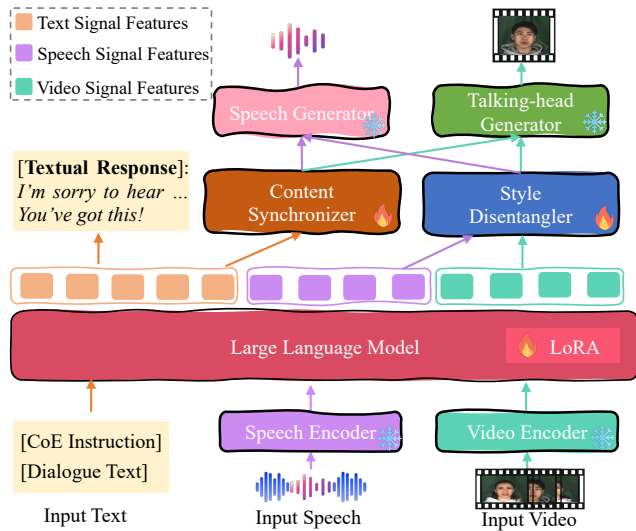 Text Signal Features
Speech Signal Features
Video Signal Features
Speech Generator
Talking-head
Generator
[Textual Response]:
I'm sorry to hear ...
You've got this!
Content
Synchronizer
Style
Disentangler
Large Language Model
LoRA
[CoE Instruction]
[Dialogue Text]
Speech Encoder
Video Encoder
Input Text
Input Speech
Input Video